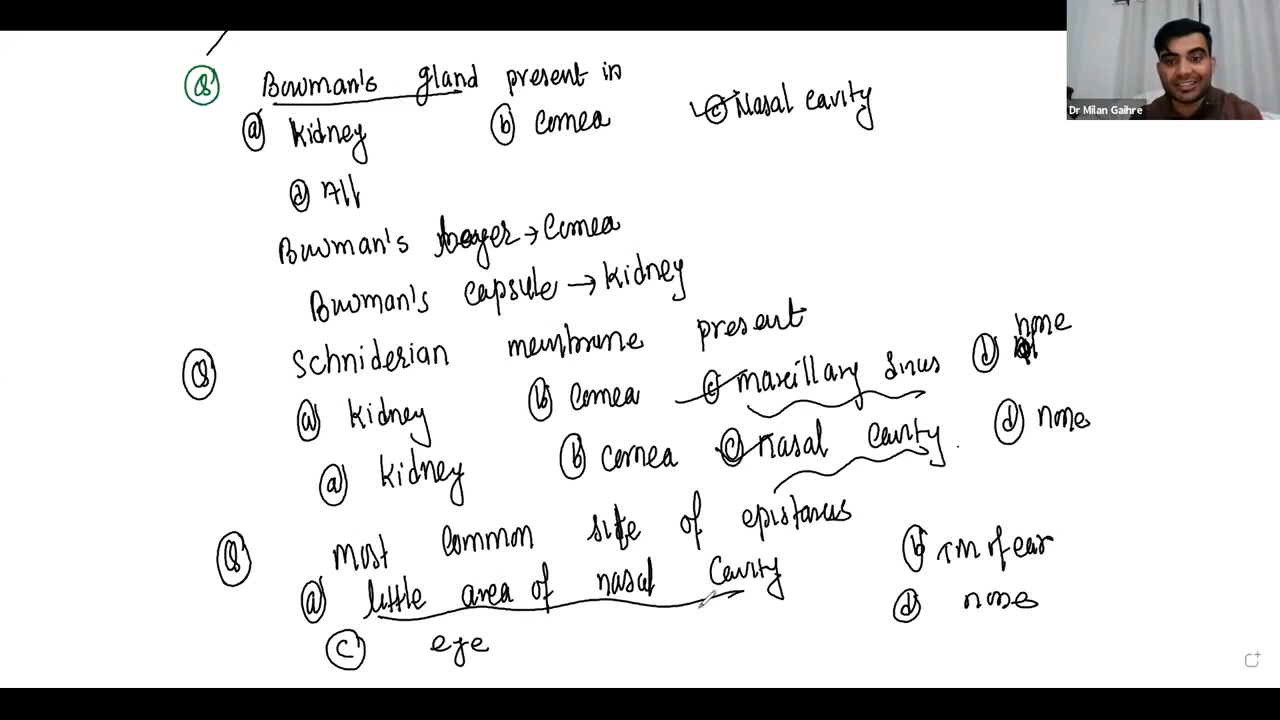 Dr Milan Gaihre
Q Bowman's gland present in
a Kidney b Cornea c Nasal cavity
d All
Bowman's layer → Cornea
Bowman's capsule → Kidney
Q Schniderian membrane present
a Kidney b Cornea c maxillary sinus d none
a Kidney b cornea c nasal cavity. d none
Q most common site of epistaxis
a little area of nasal cavity b TM of ear
c eye d none